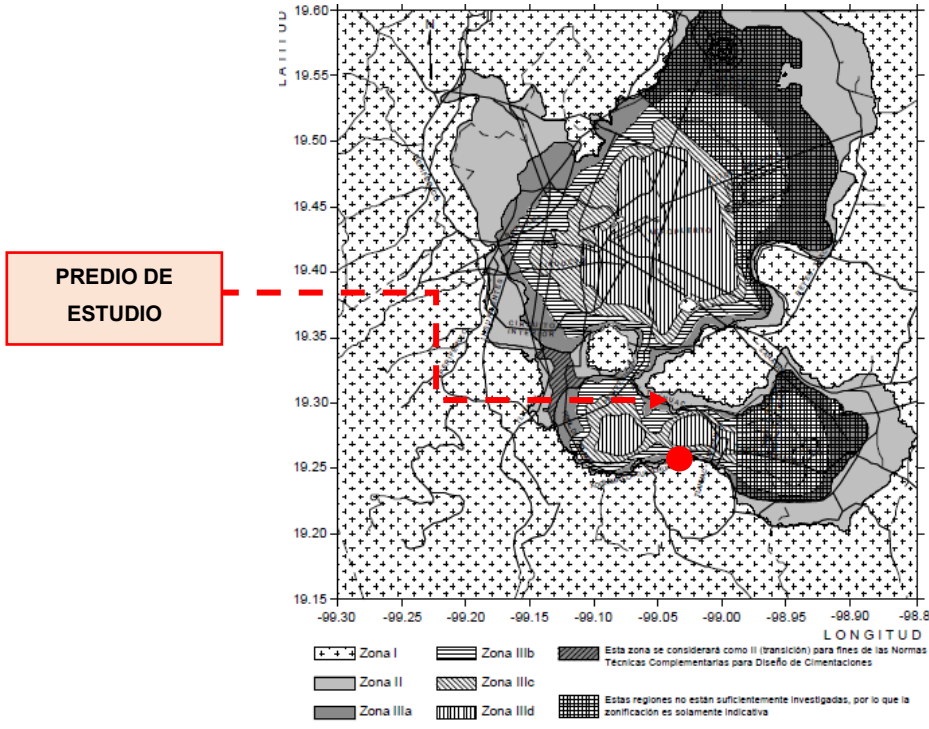 LATITUD
19.60
N
19.55
19.50
19.45
19.40
19.35
19.30
19.25
19.20
19.15
PREDIO DE
ESTUDIO
CIRCUITO
INTERIOR
-99.30
-99.25
-99.20
-99.15
-99.10
-99.05
-99.00
-98.95
-98.90
-98.8
LONGITUD
Zona I
Zona IIIb
Esta zona se considerará como II (transición) para fines de las Normas
Técnicas Complementarias para Diseño de Cimentaciones
Zona II
Zona IIIc
Zona IIIa
Zona IIId
Estas regiones no están suficientemente investigadas, por lo que la
zonificación es solamente indicativa